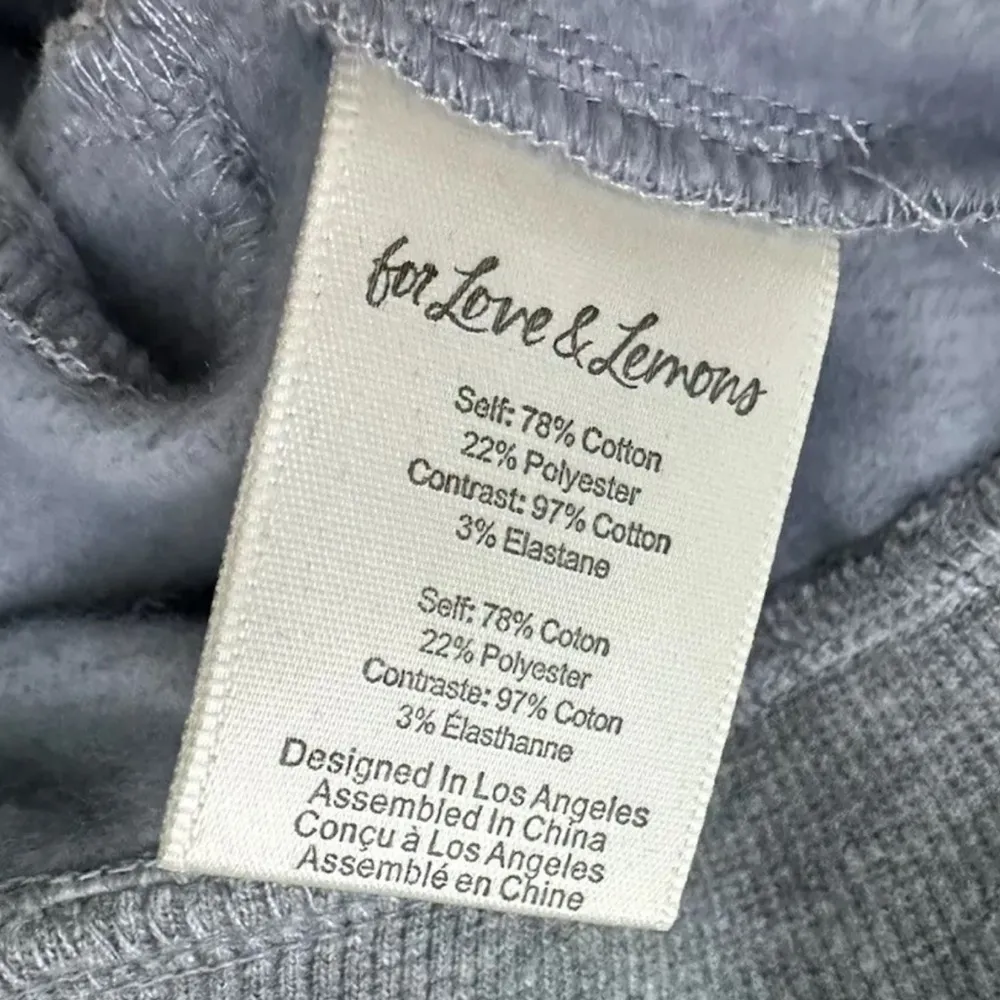 for Love & Lemons
Self: 78% Cotton
22% Polyester
Contrast: 97% Cotton
3% Elastane
Self: 78% Coton
22% Polyester
Contraste: 97% Coton
3% Élasthanne
Designed In Los Angeles
Assembled In China
Conçu à Los Angeles
Assemblé en Chine